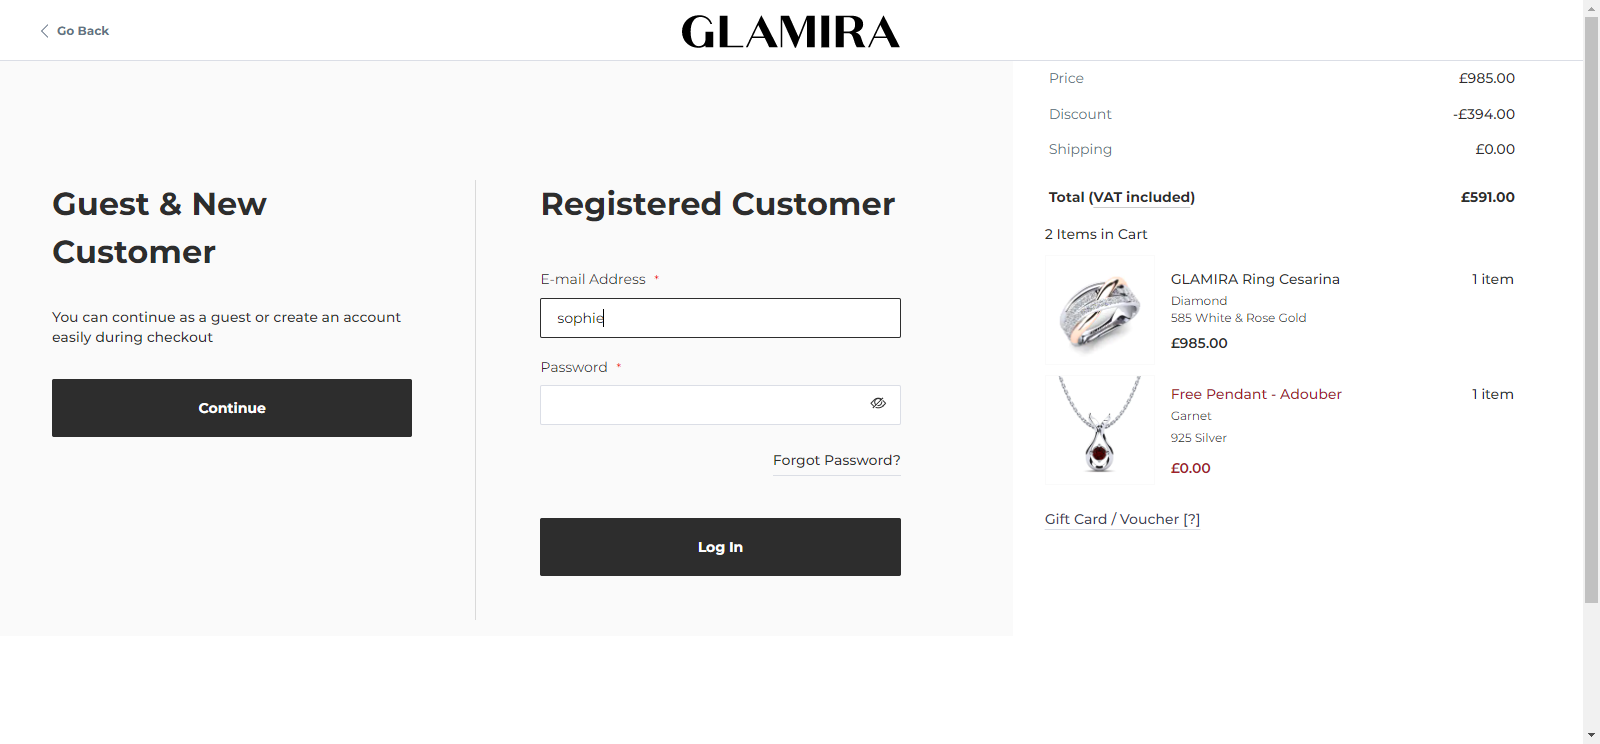 Go Back
GLAMIRA
Guest & New
Customer
You can continue as a guest or create an account
easily during checkout
Continue
Registered Customer
E-mail Address *
sophie
Password *
Forgot Password?
Log In
Price £985.00
Discount -£394.00
Shipping £0.00
Total (VAT included) £591.00
2 Items in Cart
GLAMIRA Ring Cesarina 1 item
Diamond
585 White & Rose Gold
£985.00
Free Pendant - Adouber 1 item
Garnet
925 Silver
£0.00
Gift Card / Voucher [?]